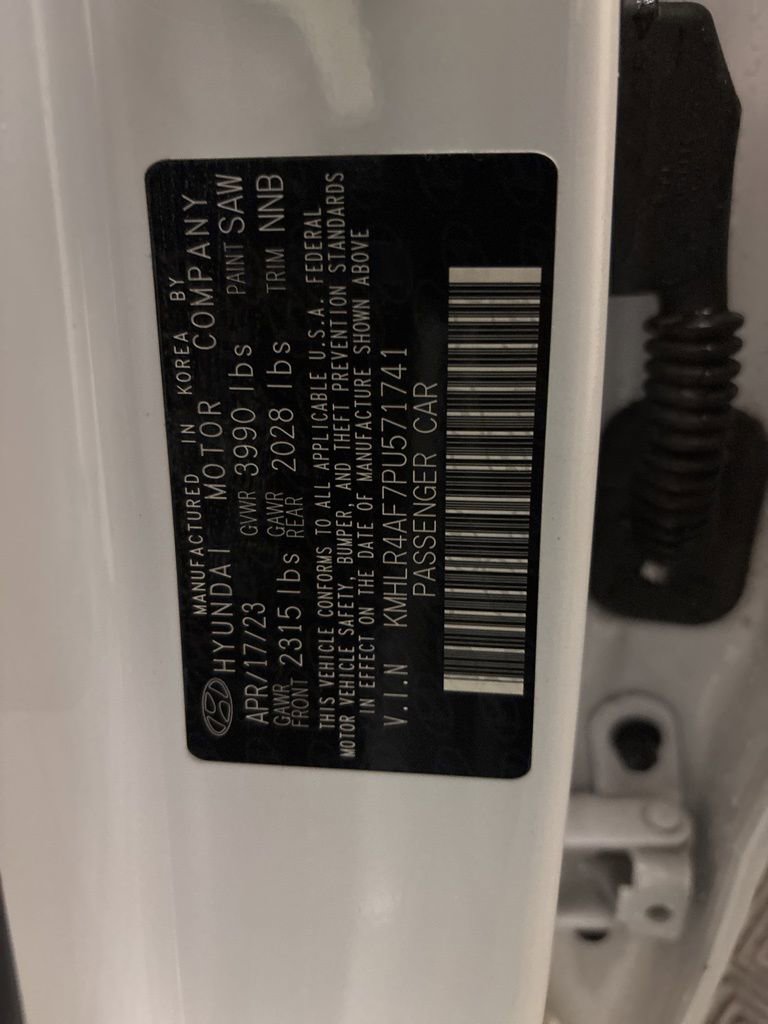 MANUFACTURED IN KOREA BY
HYUNDAI MOTOR COMPANY
APR/17/23 GVWR 3990 lbs PAINT SAW
GAWR FRONT 2315 lbs GAWR REAR 2028 lbs TRIM NNB
THIS VEHICLE CONFORMS TO ALL APPLICABLE U.S.A. FEDERAL
MOTOR VEHICLE SAFETY, BUMPER, AND THEFT PREVENTION STANDARDS
IN EFFECT ON THE DATE OF MANUFACTURE SHOWN ABOVE
V.I.N KMHLR4AF7PU571741
PASSENGER CAR